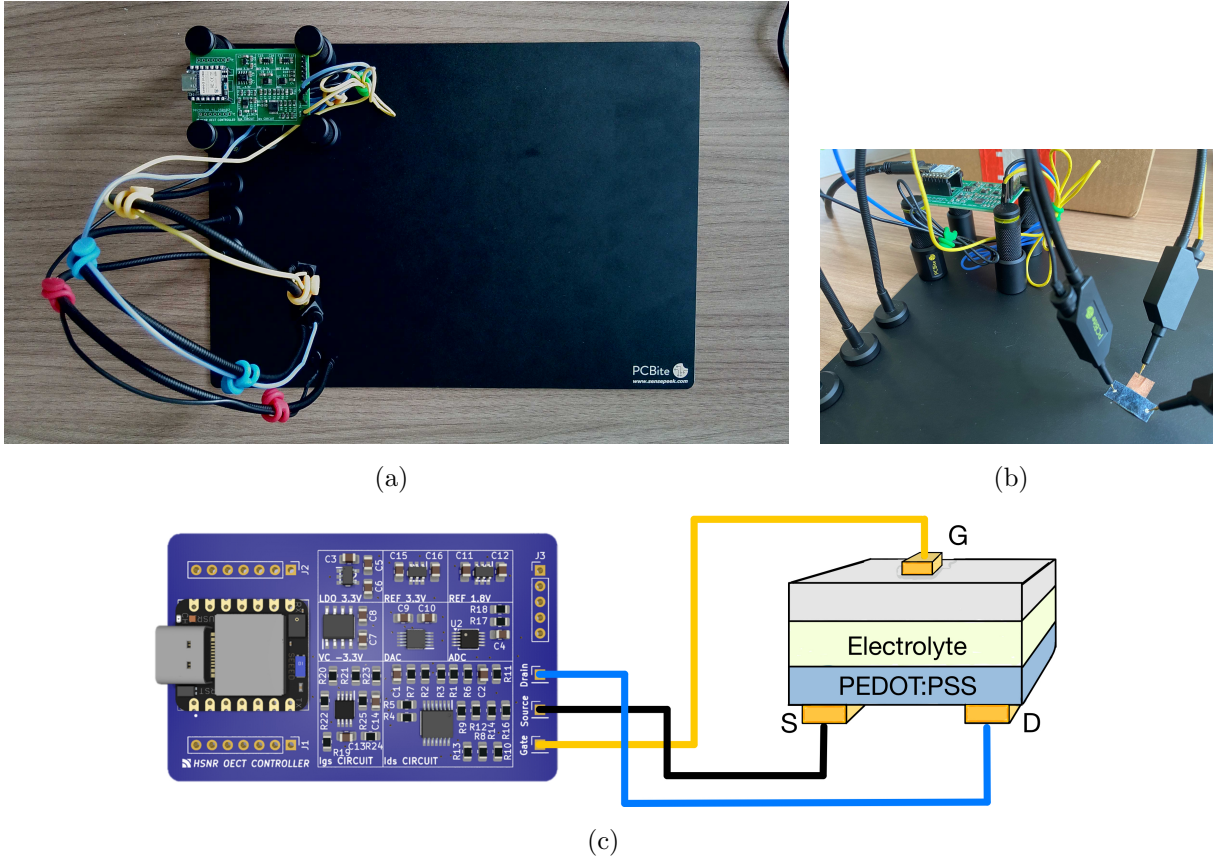 PCBite
www.sensepeek.com
PCBite
(a)
(b)
J2
C3
C5
C6
LDO 3.3V
C15
C16
REF 3.3V
C11
C12
REF 1.8V
J3
C8
C7
VC -3.3V
C9
C10
DAC
U2
R18
R17
C4
ADC
R20
R21
R23
R22
R25
C14
R19
C13
R24
Igs CIRCUIT
C1
R7
R2
R3
R1
R6
C2
R11
R5
R4
R9
R12
R14
R16
R8
R13
R10
Ids CIRCUIT
Drain
Source
Gate
J1
HSNR OECT CONTROLLER
G
Electrolyte
PEDOT:PSS
S
D
(c)